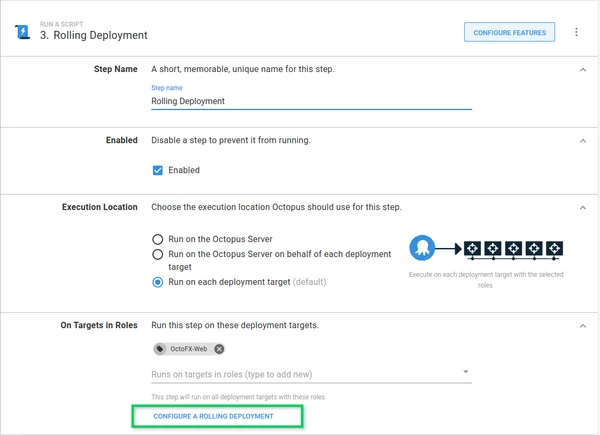 RUN A SCRIPT
3. Rolling Deployment
CONFIGURE FEATURES
Step Name
A short, memorable, unique name for this step.
Step name
Rolling Deployment
Enabled
Disable a step to prevent it from running.
Enabled
Execution Location
Choose the execution location Octopus should use for this step.
Run on the Octopus Server
Run on the Octopus Server on behalf of each deployment
target
Run on each deployment target (default)
Execute on each deployment target with the selected
roles.
On Targets in Roles
Run this step on these deployment targets.
OctoFX-Web
Runs on targets in roles (type to add new)
This step will run on all deployment targets with these roles.
CONFIGURE A ROLLING DEPLOYMENT